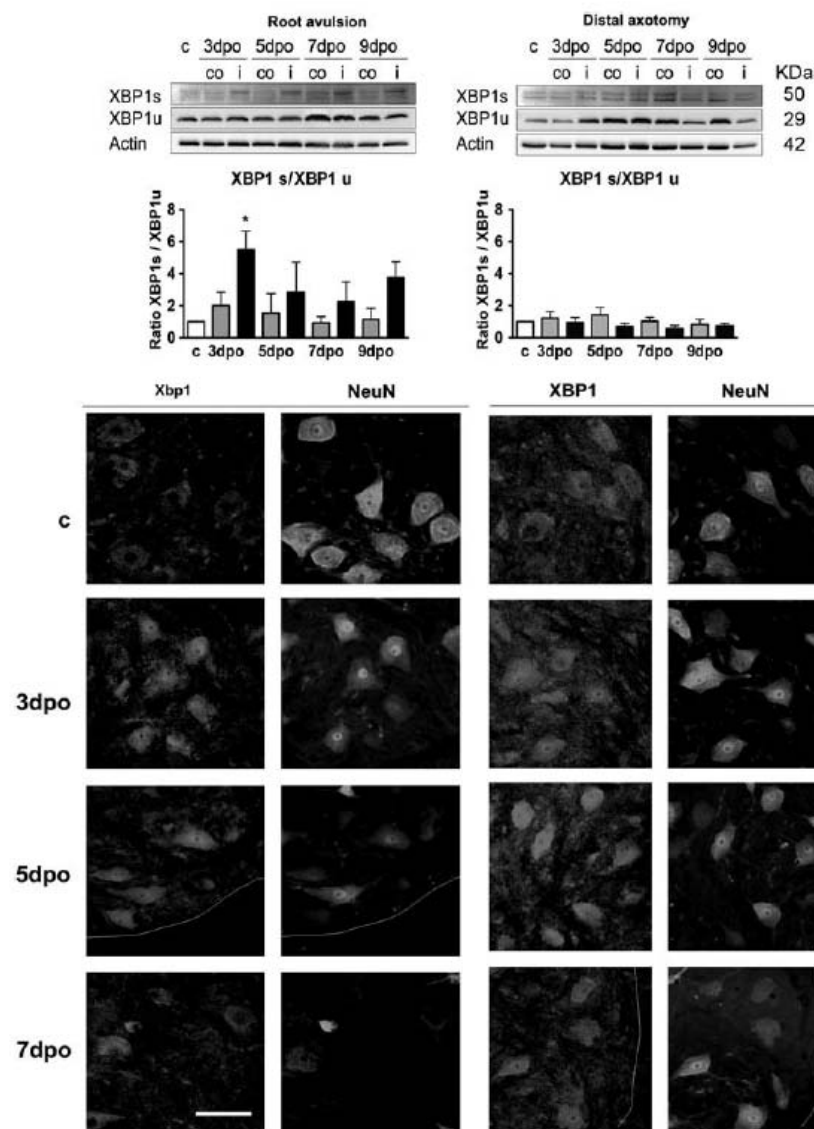 Root avulsion
Distal axotomy
c 3dpo 5dpo 7dpo 9dpo
c 3dpo 5dpo 7dpo 9dpo
co i co i co i co i
co i co i co i co i
KDa
XBP1s
XBP1s
50
XBP1u
XBP1u
29
Actin
Actin
42
XBP1 s/XBP1 u
XBP1 s/XBP1 u
Ratio XBP1s / XBP1u
8
6
4
2
0
*
c 3dpo 5dpo 7dpo 9dpo
Ratio XBP1s / XBP1u
8
6
4
2
0
c 3dpo 5dpo 7dpo 9dpo
Xbp1 NeuN XBP1 NeuN
c
3dpo
5dpo
7dpo